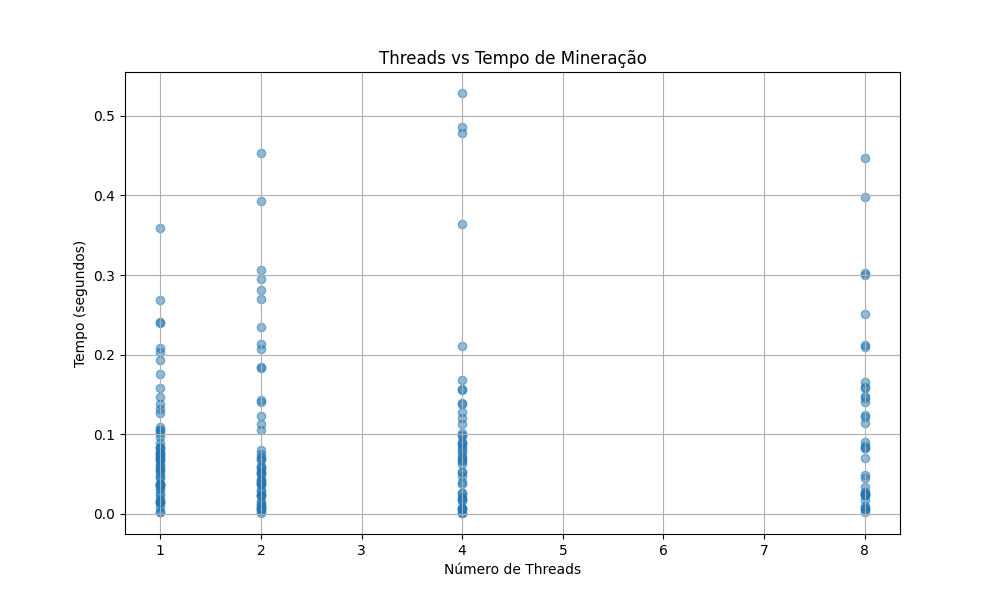 Threads vs Tempo de Mineração
Tempo (segundos)
0.5
0.4
0.3
0.2
0.1
0.0
1 2 3 4 5 6 7 8
Número de Threads